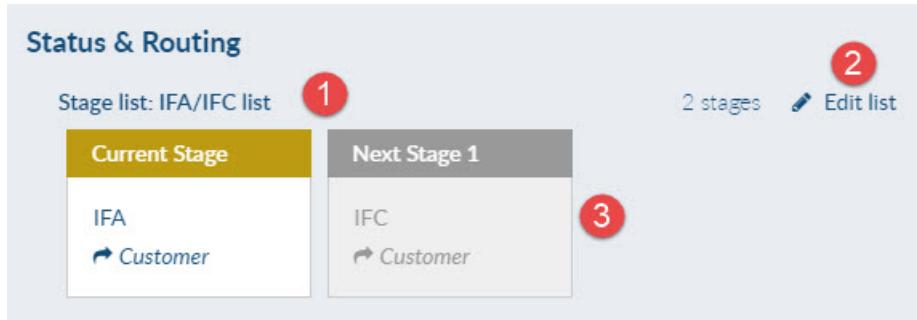 Status & Routing
2
Stage list: IFA/IFC list 1 2 stages Edit list
Current Stage Next Stage 1
IFA IFC 3
Customer Customer